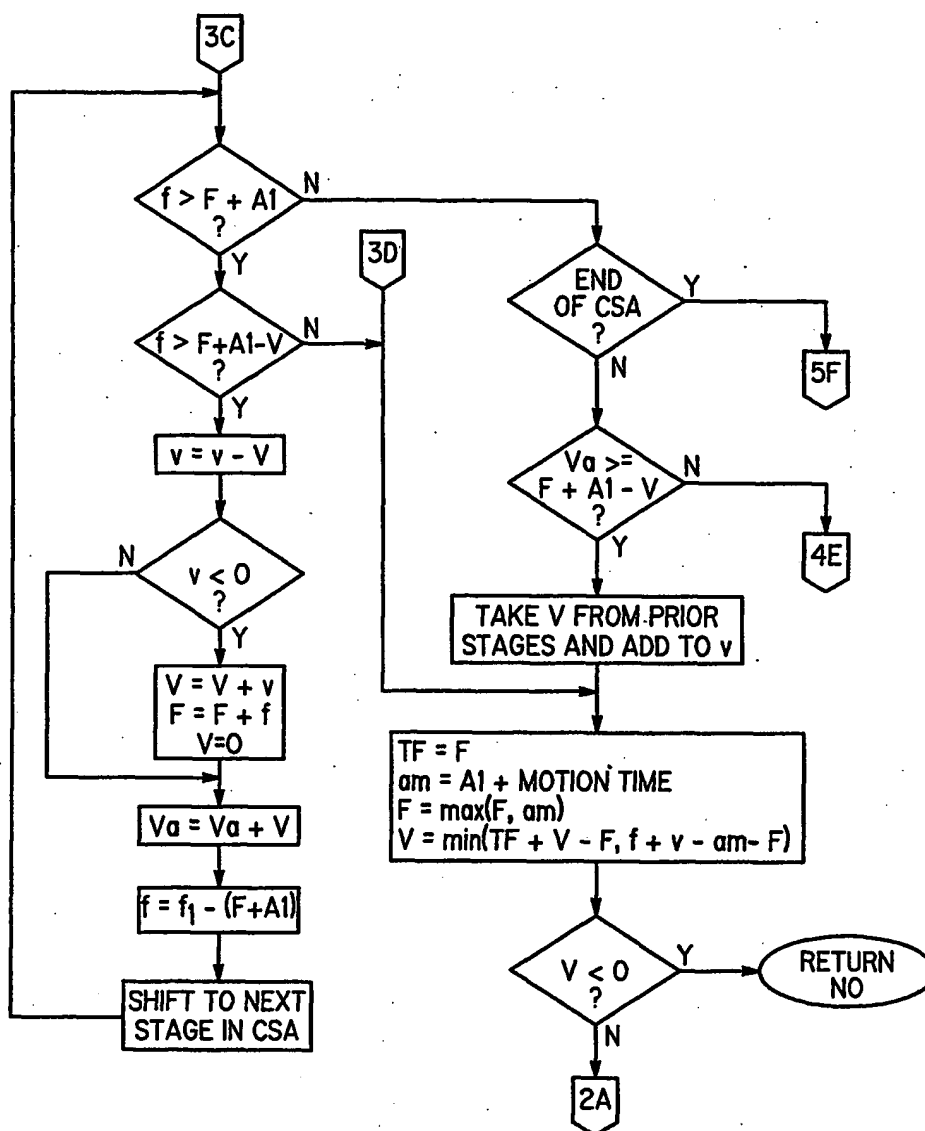 3C
f > F + A1
?
N
Y
f > F+A1-V
?
N
Y
v = v - V
v < 0
?
N
Y
V = V + v
F = F + f
V=0
Va = Va + V
f = f1 - (F+A1)
SHIFT TO NEXT
STAGE IN CSA
3D
END
OF CSA
?
Y
N
5F
Va >=
F + A1 - V
?
N
Y
4E
TAKE V FROM PRIOR
STAGES AND ADD TO v
TF = F
am = A1 + MOTION TIME
F = max(F, am)
V = min(TF + V - F, f + v - am- F)
V < 0
?
Y
N
RETURN
NO
2A